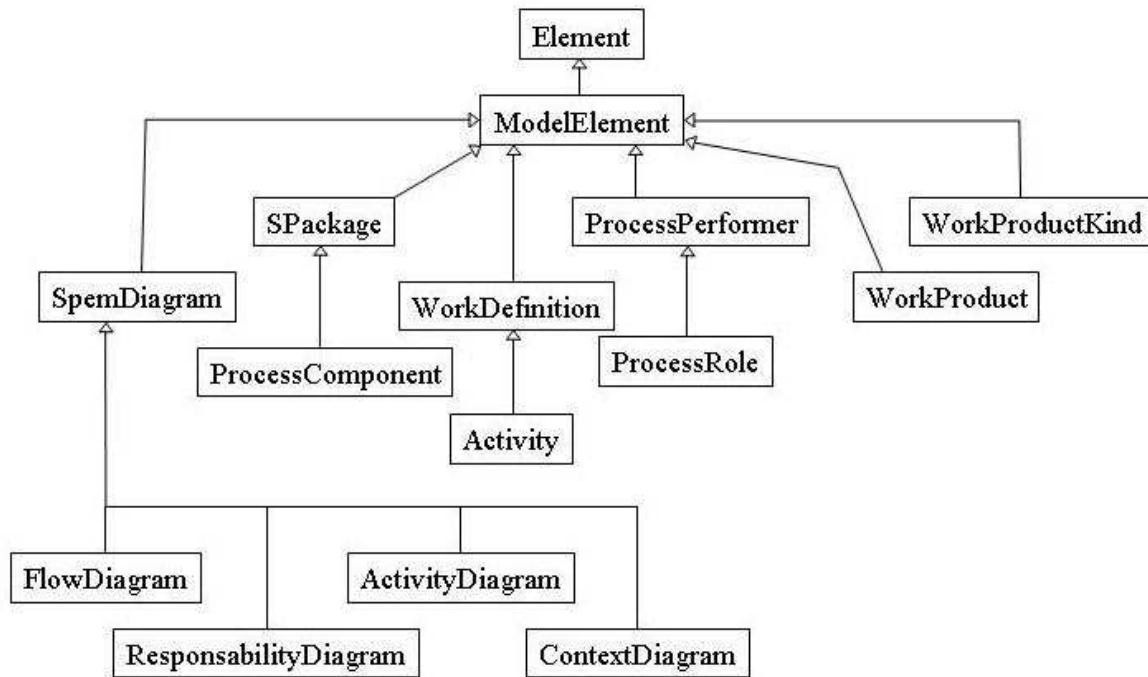 Element
ModelElement
SPackage
ProcessPerformer
WorkProductKind
SpemDiagram
WorkDefinition
WorkProduct
ProcessComponent
ProcessRole
Activity
FlowDiagram
ActivityDiagram
ResponsabilityDiagram
ContextDiagram